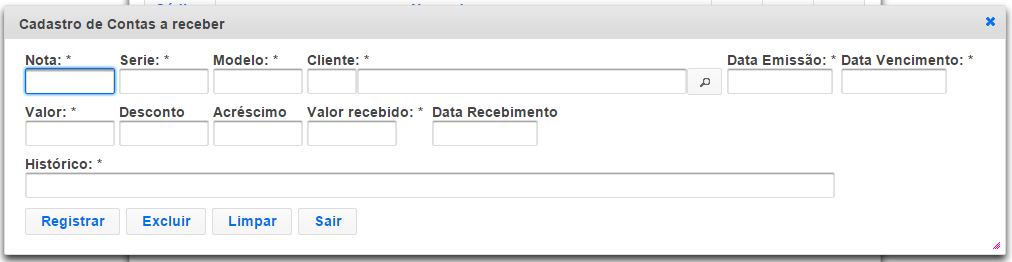 Cadastro de Contas a receber
Nota: * Serie: * Modelo: * Cliente: * Data Emissão: * Data Vencimento: *
Valor: * Desconto Acréscimo Valor recebido: * Data Recebimento
Histórico: *
Registrar Excluir Limpar Sair